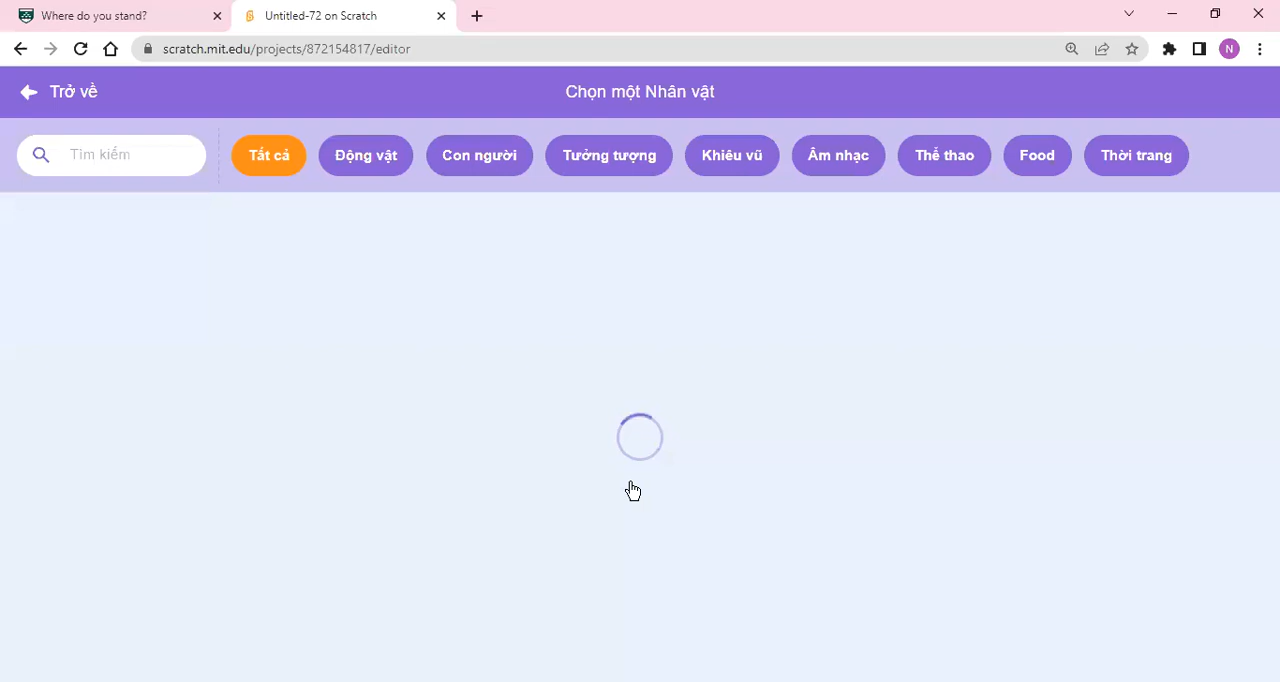 Where do you stand?
Untitled-72 on Scratch
scratch.mit.edu/projects/872154817/editor
N
Trở về
Chọn một Nhân vật
Tìm kiếm
Tất cả
Động vật
Con người
Tưởng tượng
Khiêu vũ
Âm nhạc
Thể thao
Food
Thời trang